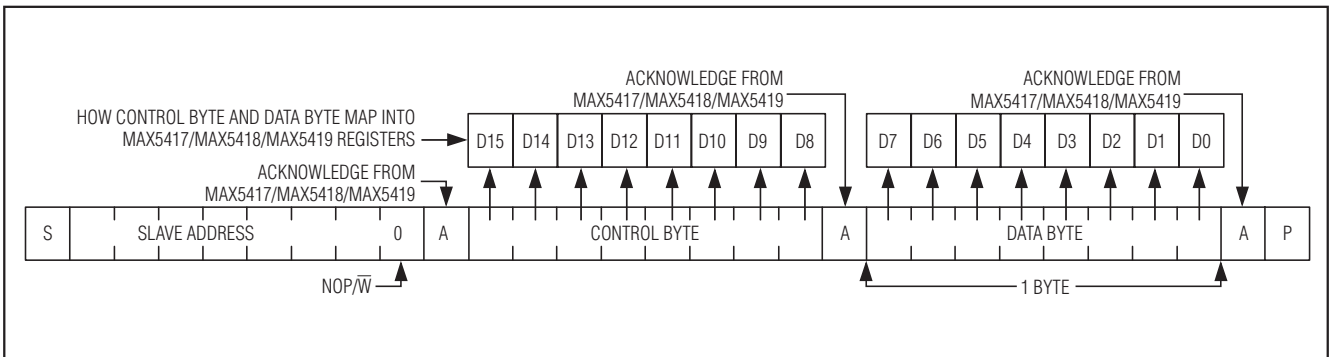 ACKNOWLEDGE FROM
MAX5417/MAX5418/MAX5419
ACKNOWLEDGE FROM
MAX5417/MAX5418/MAX5419
HOW CONTROL BYTE AND DATA BYTE MAP INTO
MAX5417/MAX5418/MAX5419 REGISTERS
D15 D14 D13 D12 D11 D10 D9 D8 D7 D6 D5 D4 D3 D2 D1 D0
ACKNOWLEDGE FROM
MAX5417/MAX5418/MAX5419
S SLAVE ADDRESS 0 A CONTROL BYTE A DATA BYTE A P
NOP/W̅ 1 BYTE